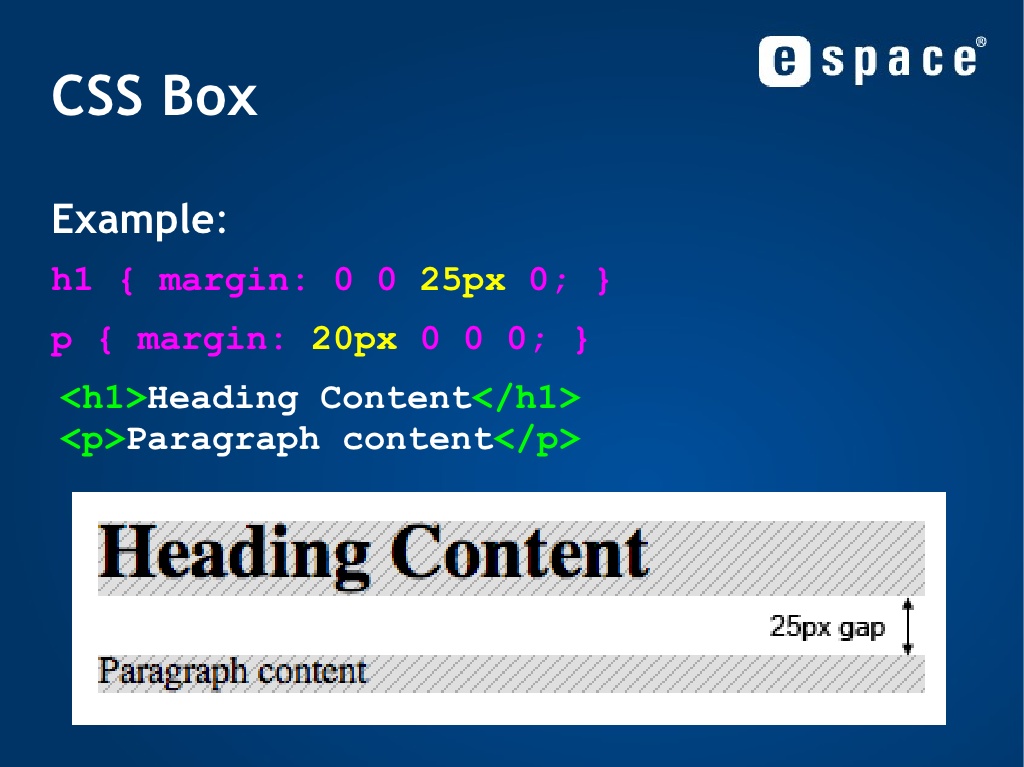 e space®
CSS Box
Example:
h1 { margin: 0 0 25px 0; }
p { margin: 20px 0 0 0; }
<h1>Heading Content</h1>
<p>Paragraph content</p>
Heading Content
25px gap
Paragraph content